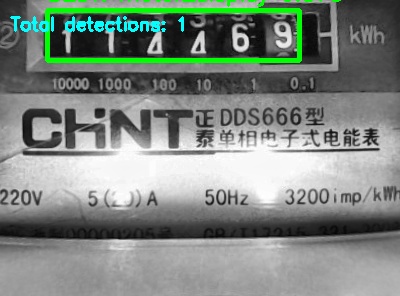 Total detections: 1
② 1 1 4 4 6 9 kWh
10000 1000 100 10 1 0.1
CHNT 正泰 DDS666型
单相电子式电能表
220V 5(20)A 50Hz 3200imp/kWh